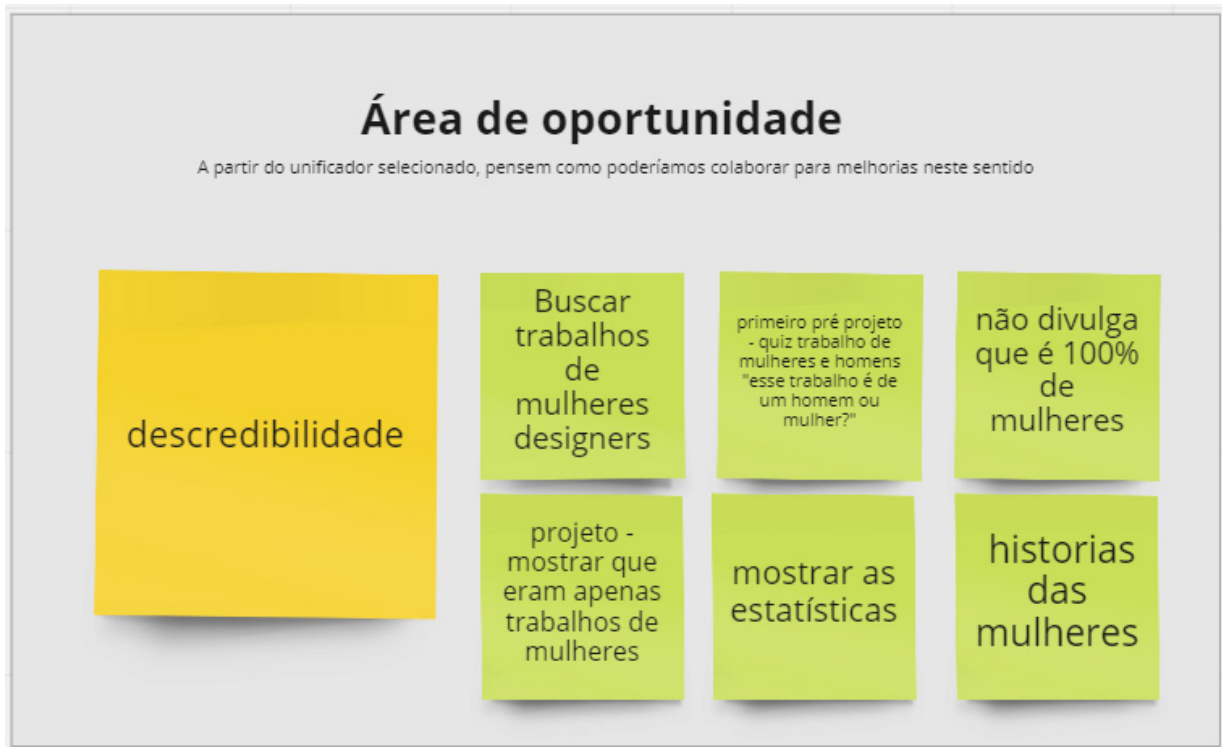 Área de oportunidade
A partir do unificador selecionado, pensem como poderíamos colaborar para melhorias neste sentido
descredibilidade
Buscar
trabalhos
de
mulheres
designers
primeiro pré projeto
- quiz trabalho de
mulheres e homens
"esse trabalho é de
um homem ou
mulher?"
não divulga
que é 100%
de
mulheres
projeto -
mostrar que
eram apenas
trabalhos de
mulheres
mostrar as
estatísticas
historias
das
mulheres